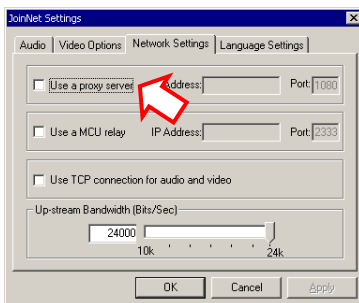 JoinNet Settings
Audio Video Options Network Settings Language Settings
Use a proxy server Address: Port: 1080
Use a MCU relay IP Address: Port: 2333
Use TCP connection for audio and video
Up-stream Bandwidth (Bits/Sec)
24000
10k 24k
OK Cancel Apply